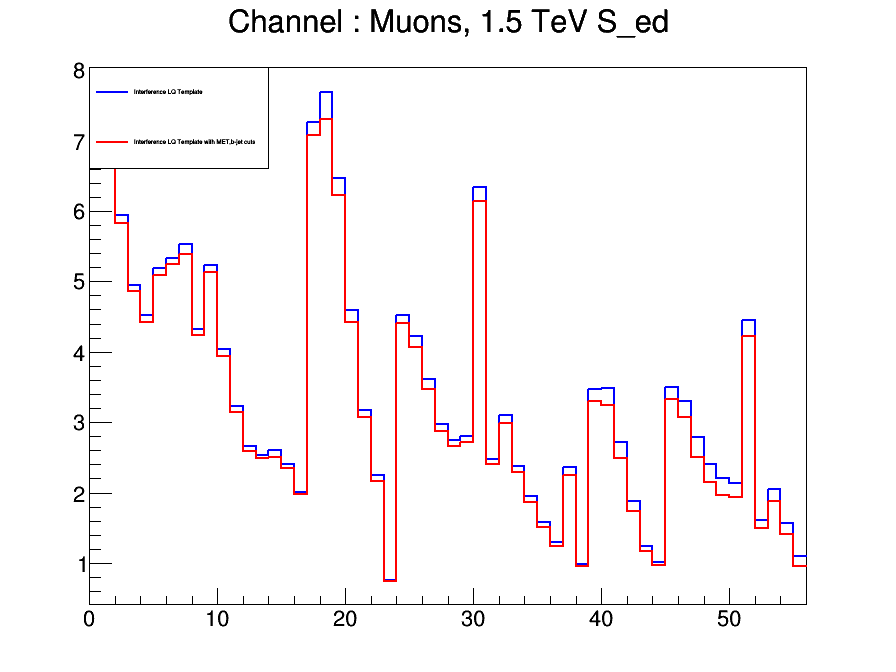 Channel : Muons, 1.5 TeV S_ed
8
Interference LQ Template
7
Interference LQ Template with MET,b-jet cuts
6
5
4
3
2
1
0 10 20 30 40 50